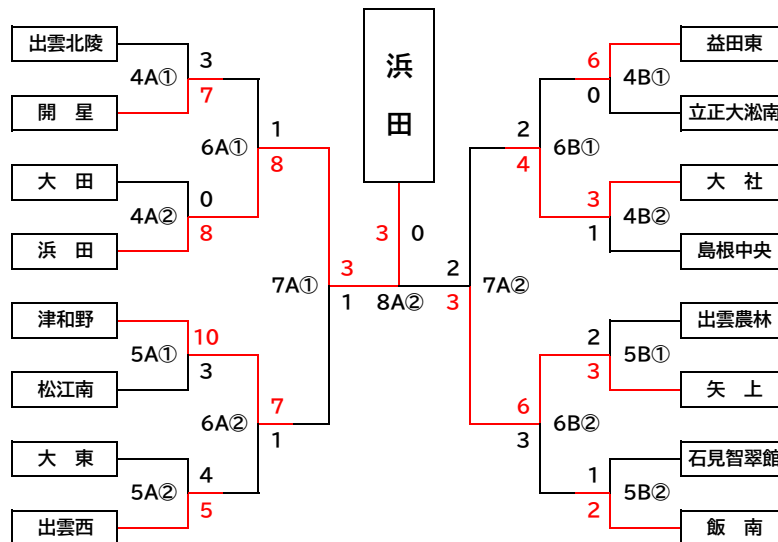 浜田
出雲北陵
3
4A①
7
開 星
6A①
1
8
大 田
0
4A②
8
浜 田
7A①
3
1
津和野
10
5A①
3
松江南
6A②
7
1
大 東
4
5A②
5
出雲西
3
0
8A②
益田東
6
4B①
0
立正大淞南
2
6B①
4
大 社
3
4B②
1
島根中央
2
7A②
3
出雲農林
2
5B①
3
矢 上
6
6B②
3
石見智翠館
1
5B②
2
飯 南